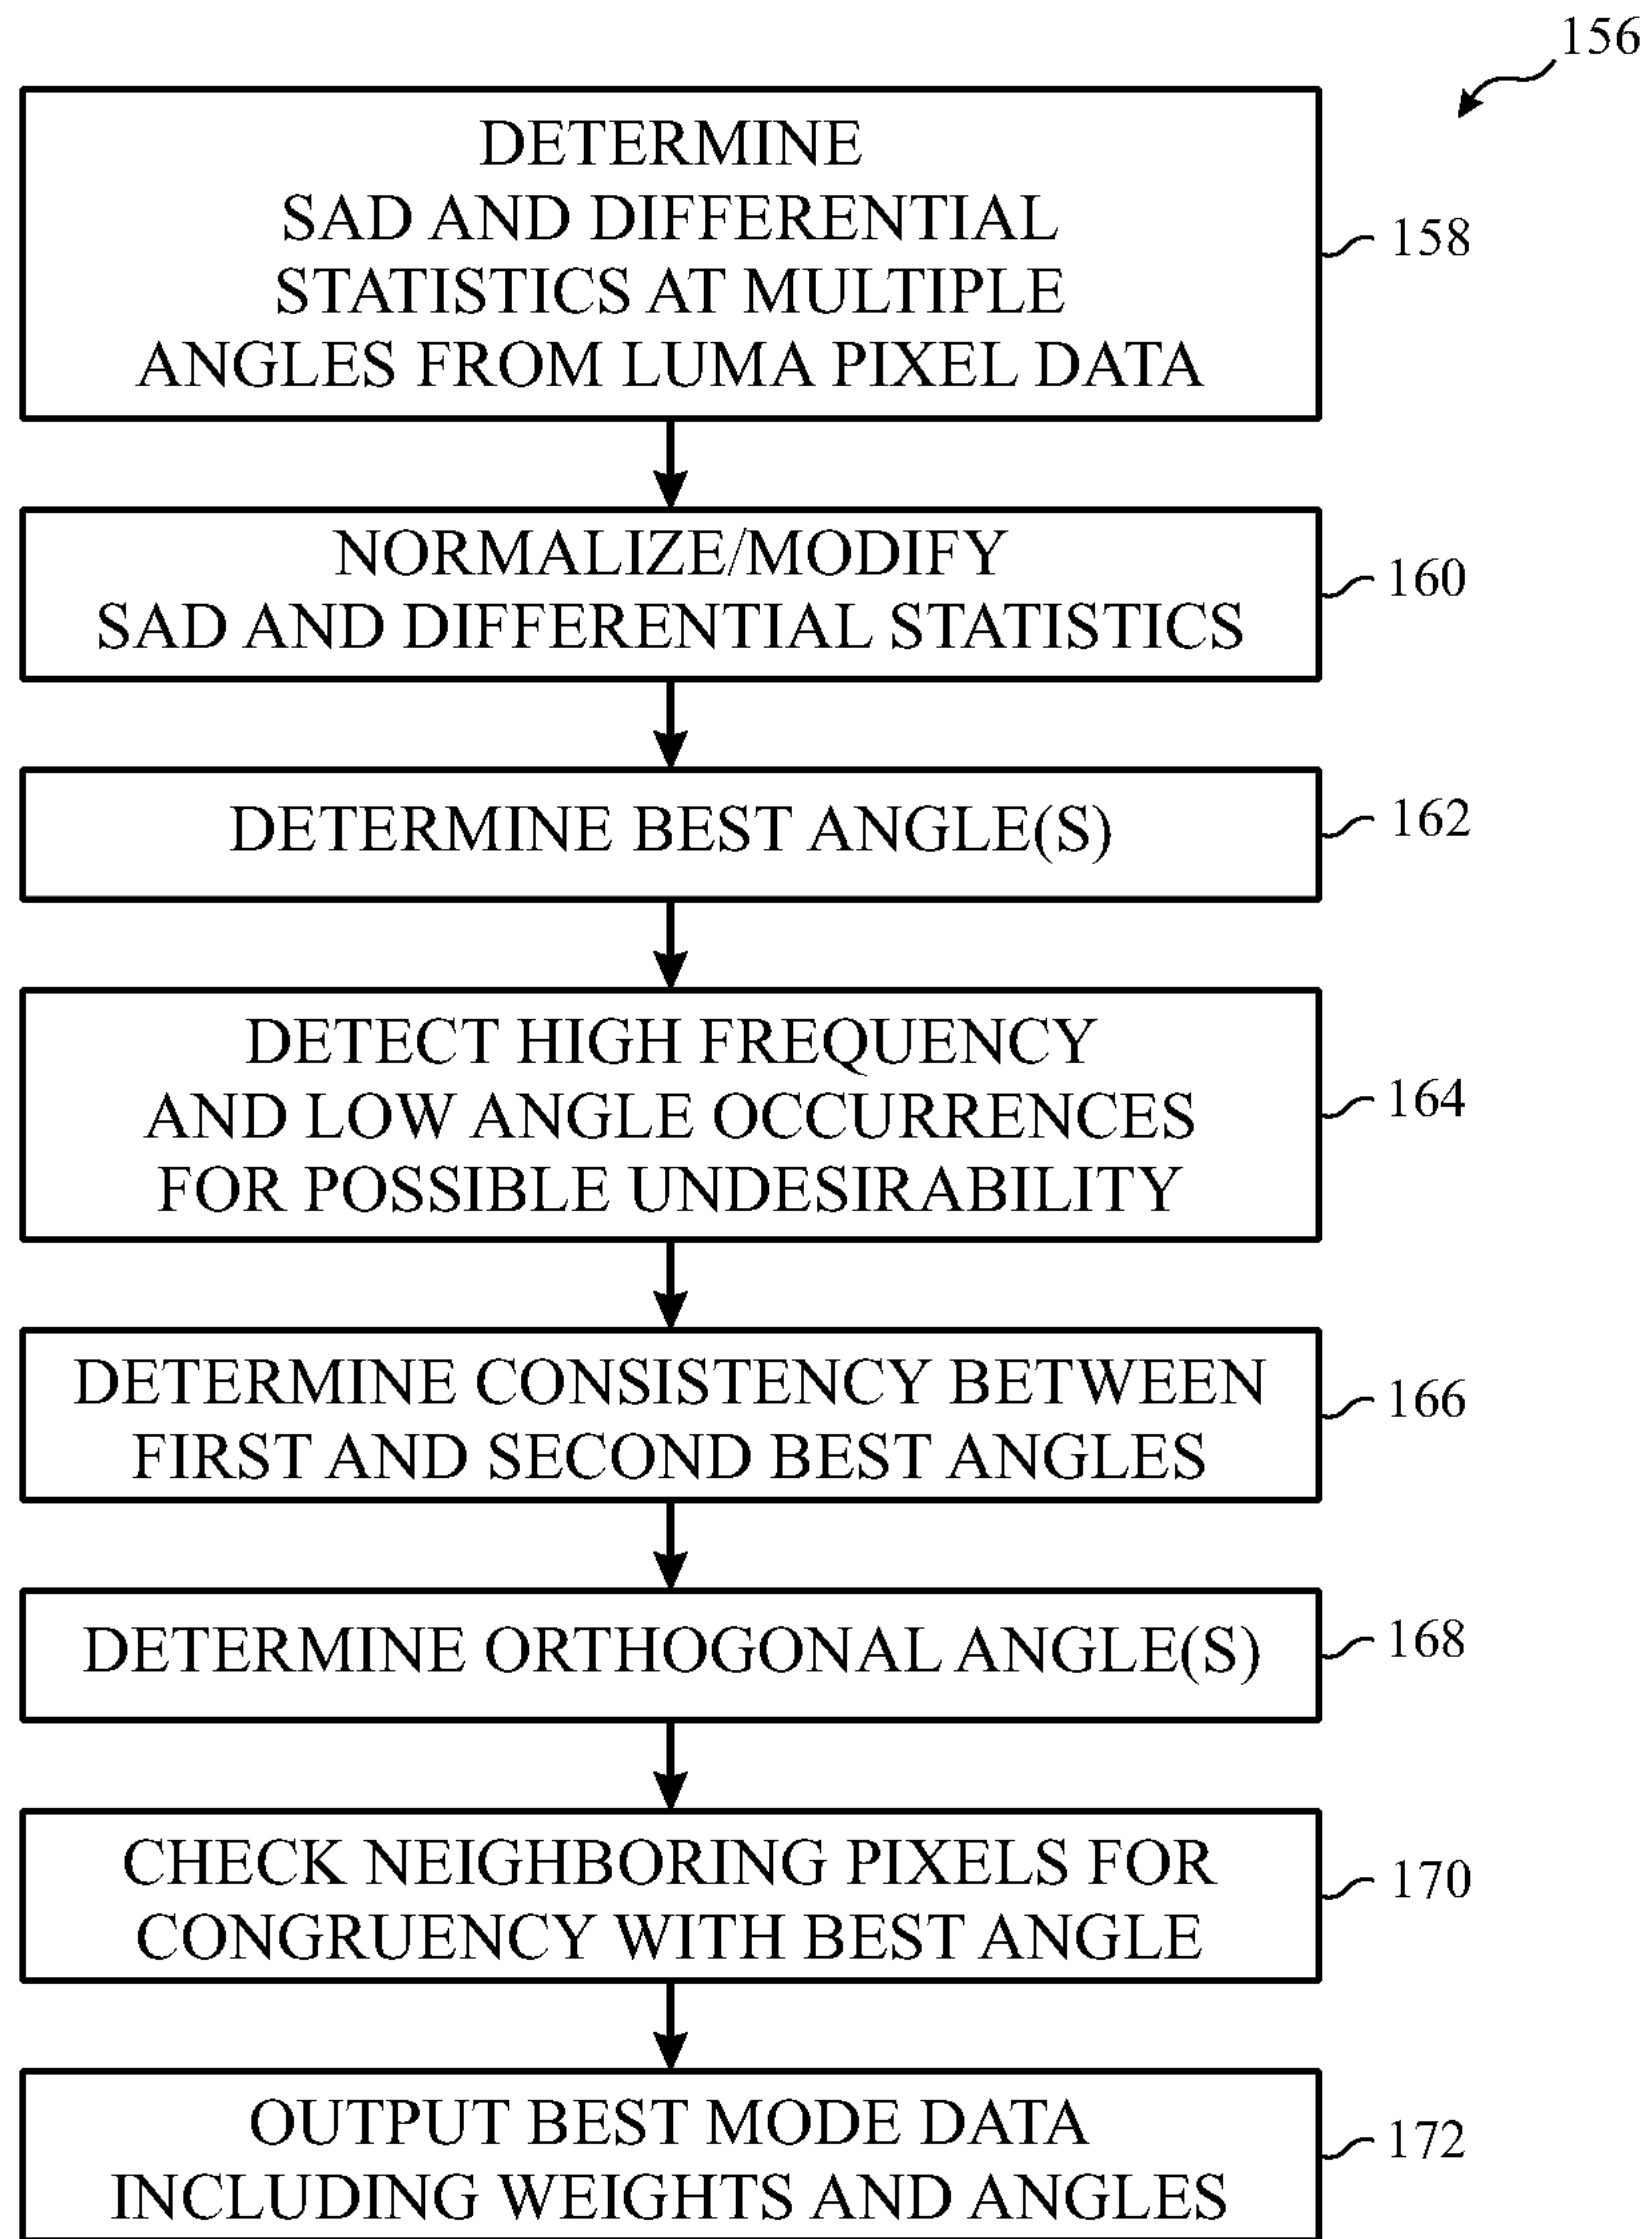 156
DETERMINE
SAD AND DIFFERENTIAL
STATISTICS AT MULTIPLE
ANGLES FROM LUMA PIXEL DATA
158
NORMALIZE/MODIFY
SAD AND DIFFERENTIAL STATISTICS
160
DETERMINE BEST ANGLE(S)
162
DETECT HIGH FREQUENCY
AND LOW ANGLE OCCURRENCES
FOR POSSIBLE UNDESIRABILITY
164
DETERMINE CONSISTENCY BETWEEN
FIRST AND SECOND BEST ANGLES
166
DETERMINE ORTHOGONAL ANGLE(S)
168
CHECK NEIGHBORING PIXELS FOR
CONGRUENCY WITH BEST ANGLE
170
OUTPUT BEST MODE DATA
INCLUDING WEIGHTS AND ANGLES
172